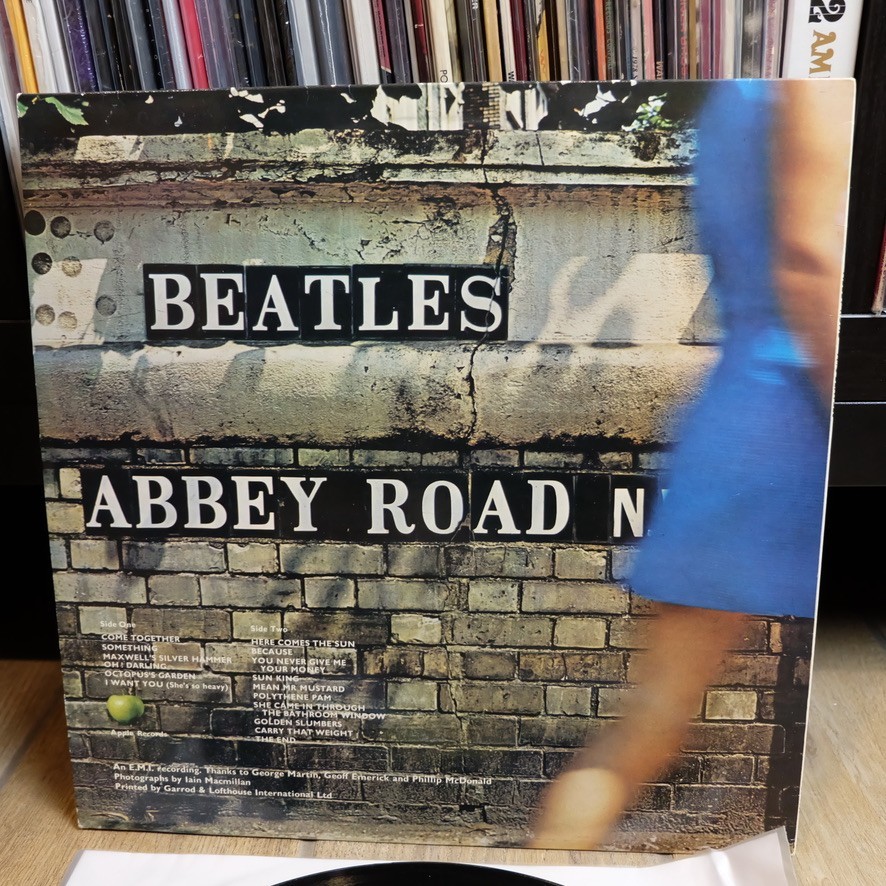 2 AM
BEATLES
ABBEY ROAD N
Side One
COME TOGETHER
SOMETHING
MAXWELL'S SILVER HAMMER
OH! DARLING
OCTOPUS'S GARDEN
I WANT YOU (She's so heavy)
Apple Records
Side Two
HERE COMES THE SUN
BECAUSE
YOU NEVER GIVE ME
YOUR MONEY
SUN KING
MEAN MR MUSTARD
POLYTHENE PAM
SHE CAME IN THROUGH
THE BATHROOM WINDOW
GOLDEN SLUMBERS
CARRY THAT WEIGHT
THE END
An E.M.I. recording. Thanks to George Martin, Geoff Emerick and Phillip McDonald
Photographs by Iain Macmillan
Printed by Garrod & Lofthouse International Ltd